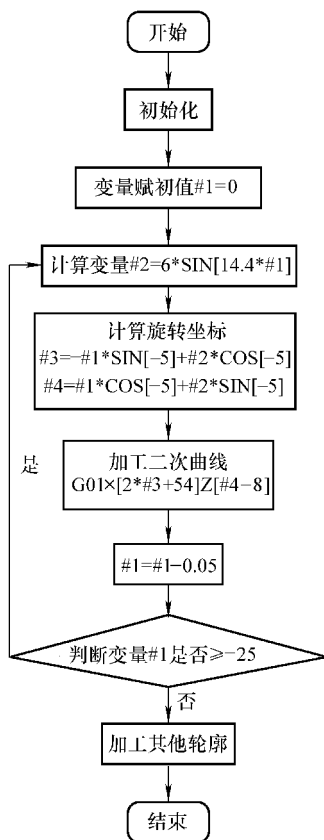 开始
初始化
变量赋初值#1=0
计算变量#2=6*SIN[14.4*#1]
计算旋转坐标
#3=-#1*SIN[-5]+#2*COS[-5]
#4=#1*COS[-5]+#2*SIN[-5]
是
加工二次曲线
G01×[2*#3+54]Z[#4-8]
#1=#1-0.05
判断变量#1是否≥-25
否
加工其他轮廓
结束